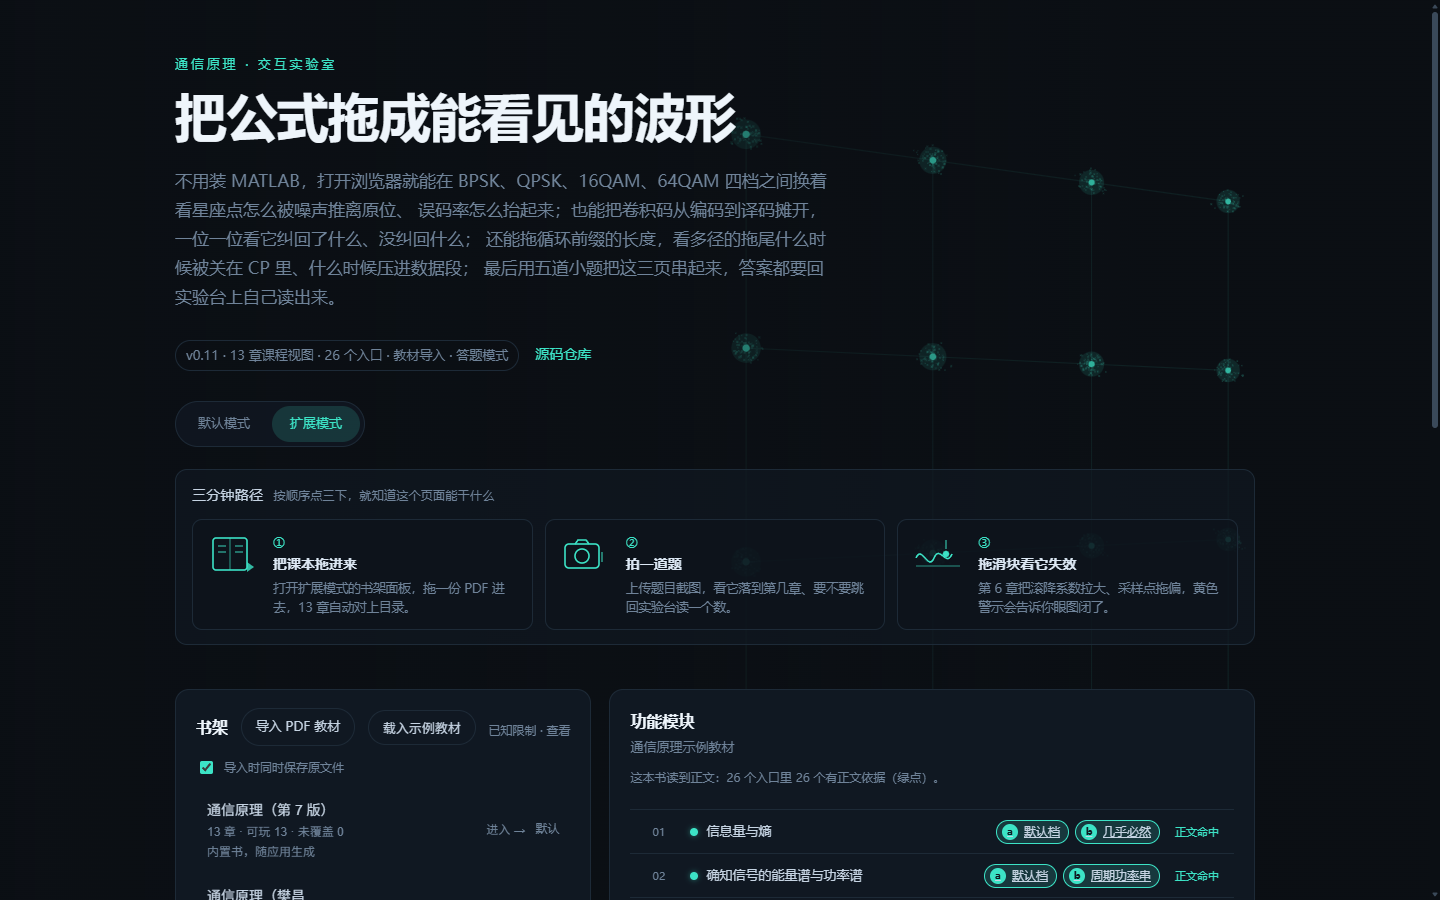 通信原理 · 交互实验室
把公式拖成能看见的波形
不用装 MATLAB，打开浏览器就能在 BPSK、QPSK、16QAM、64QAM 四档之间换着
看星座点怎么被噪声推离原位、 误码率怎么抬起来；也能把卷积码从编码到译码摊开，
一位一位看它纠回了什么、没纠回什么； 还能拖循环前缀的长度，看多径的拖尾什么时
候被关在 CP 里、什么时候压进数据段； 最后用五道小题把这三页串起来，答案都要回
实验台上自己读出来。
v0.11 · 13 章课程视图 · 26 个入口 · 教材导入 · 答题模式 源码仓库
默认模式 扩展模式
三分钟路径 按顺序点三下，就知道这个页面能干什么
①
把课本拖进来
打开扩展模式的书架面板，拖一份 PDF 进
去，13 章自动对上目录。
②
拍一道题
上传题目截图，看它落到第几章、要不要跳
回实验台读一个数。
③
拖滑块看它失效
第 6 章把滚降系数拉大、采样点拖偏，黄色
警示会告诉你眼图闭了。
书架 导入 PDF 教材 载入示例教材 已知限制 · 查看
导入时同时保存原文件
通信原理（第 7 版）
13 章 · 可玩 13 · 未覆盖 0
内置书，随应用生成
进入 → 默认
通信原理（樊昌
功能模块
通信原理示例教材
这本书读到正文：26 个入口里 26 个有正文依据（绿点）。
01 信息量与熵 a 默认档 b 几乎必然 正文命中
02 确知信号的能量谱与功率谱 a 默认档 b 周期功率串 正文命中